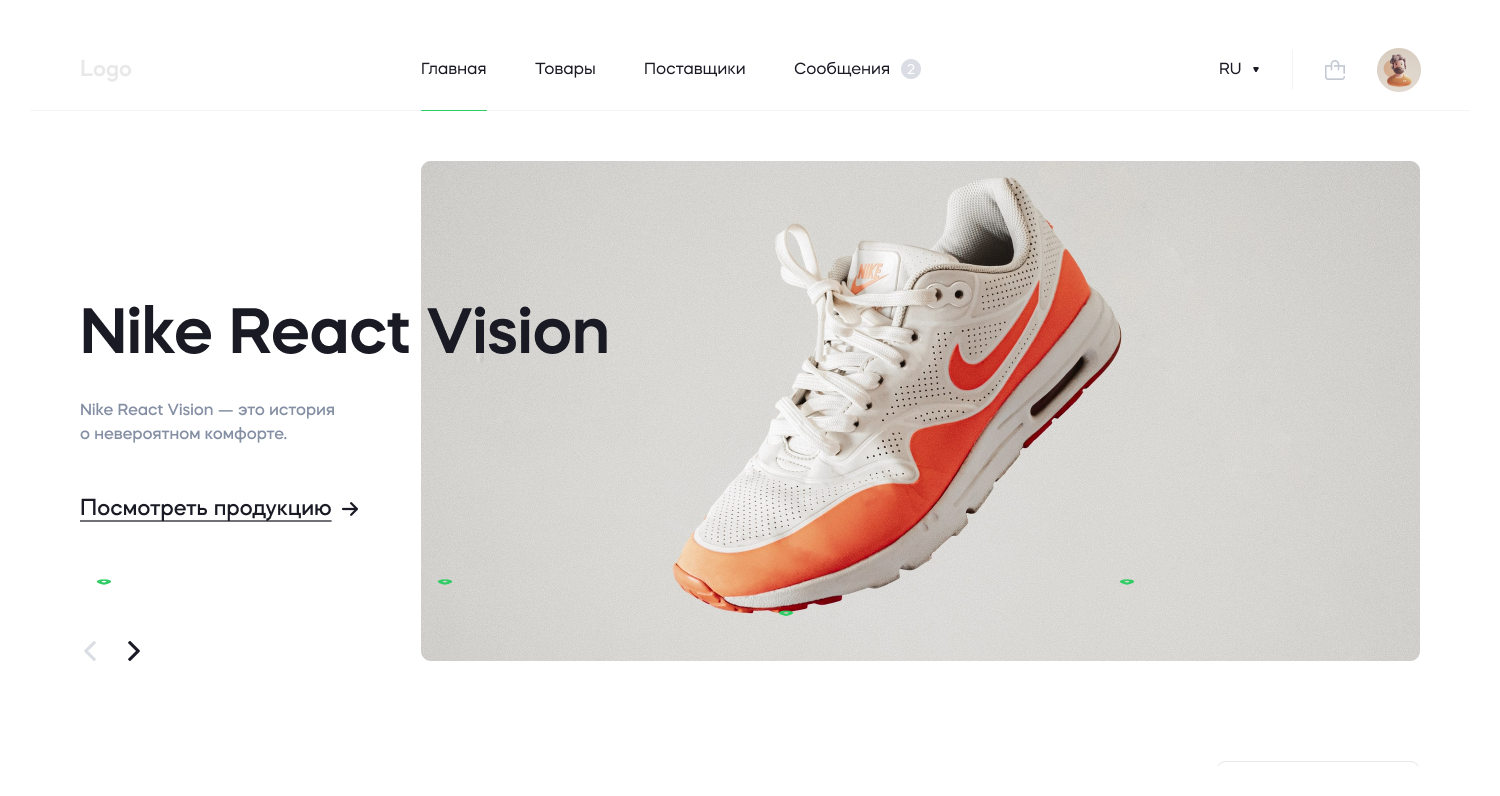 Logo
Главная
Товары
Поставщики
Сообщения 2
RU
NIKE
Nike React Vision
Nike React Vision — это история
о невероятном комфорте.
Посмотреть продукцию